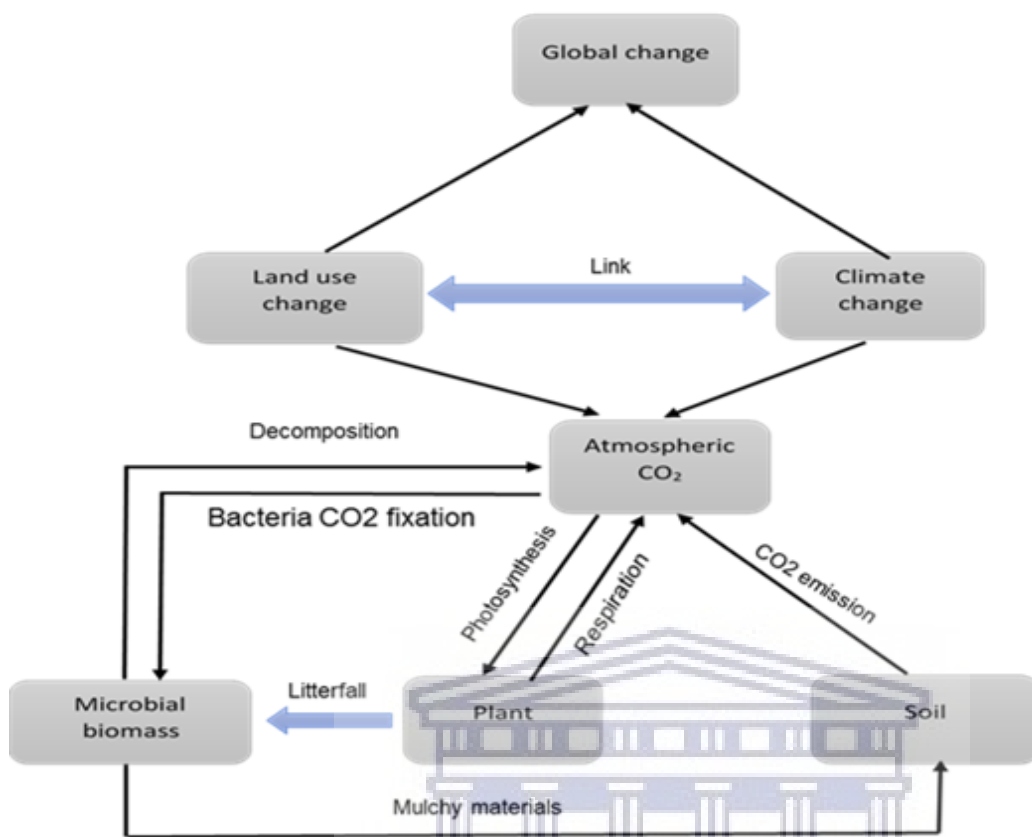 Global change
Land use
change
Link
Climate
change
Decomposition
Atmospheric
CO₂
Bacteria CO2 fixation
Photosynthesis
Respiration
CO2 emission
Microbial
biomass
Litterfall
Plant
Soil
Mulchy materials